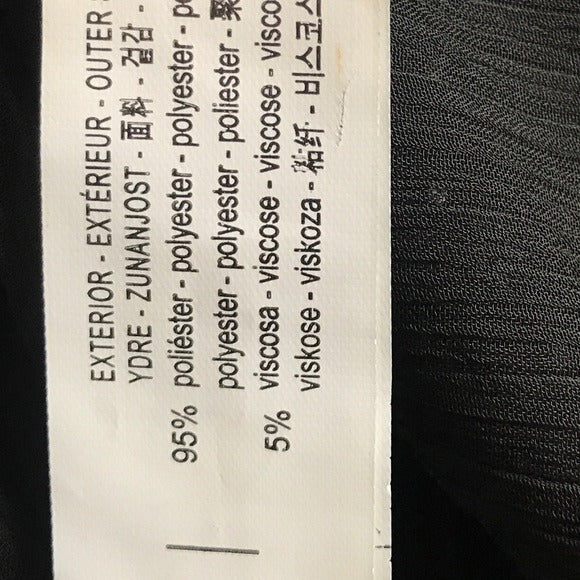 EXTERIOR - EXTÉRIEUR - OUTER
YDRE - ZUNANJOST - 面料 - 겉감 -
95% poliéster - polyester - polyester -
polyester - polyester - poliester -
5% viscosa - viscose - viscose -
viskose - viskoza - 粘纤 - 비스코스